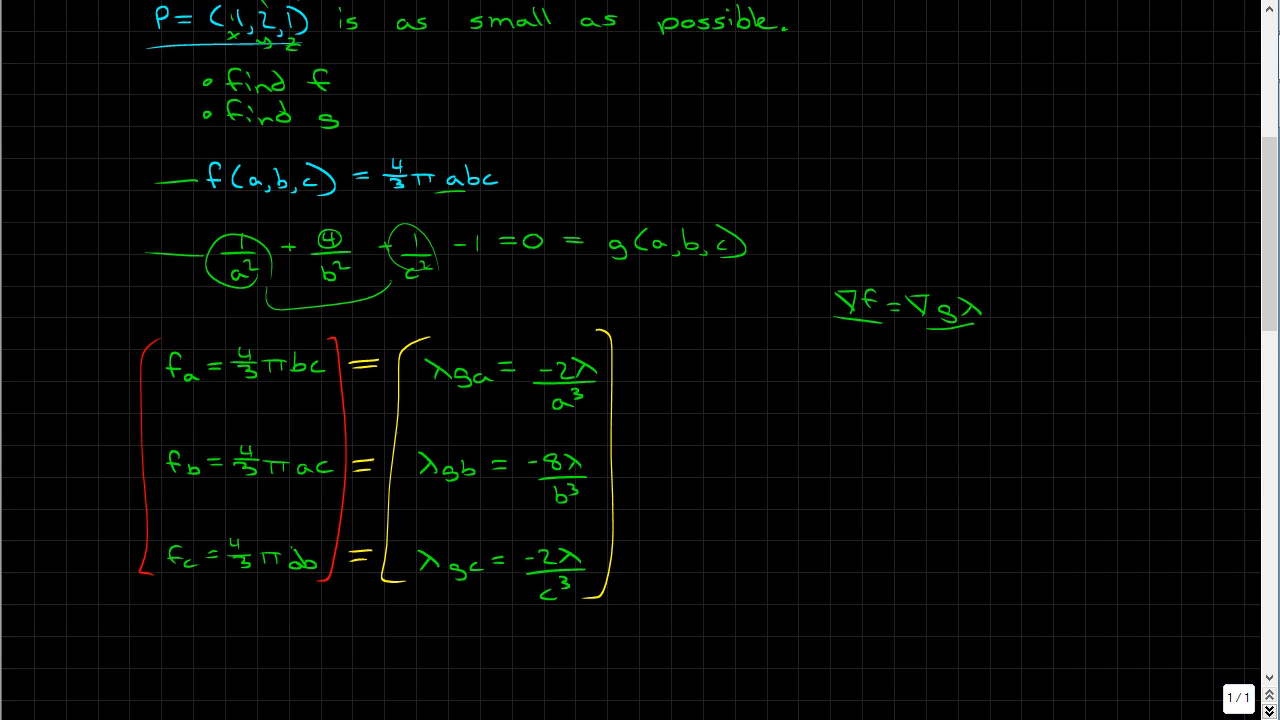 P = (1, 2, 1) is as small as possible.
x y z
• find f
• find g
f(a, b, c) = 4/3 π abc
1/a² + 4/b² + 1/c² - 1 = 0 = g(a, b, c)
∇f = ∇g λ
fa = 4/3 π bc = λga = -2λ/a³
fb = 4/3 π ac = λgb = -8λ/b³
fc = 4/3 π ab = λgc = -2λ/c³
1 / 1